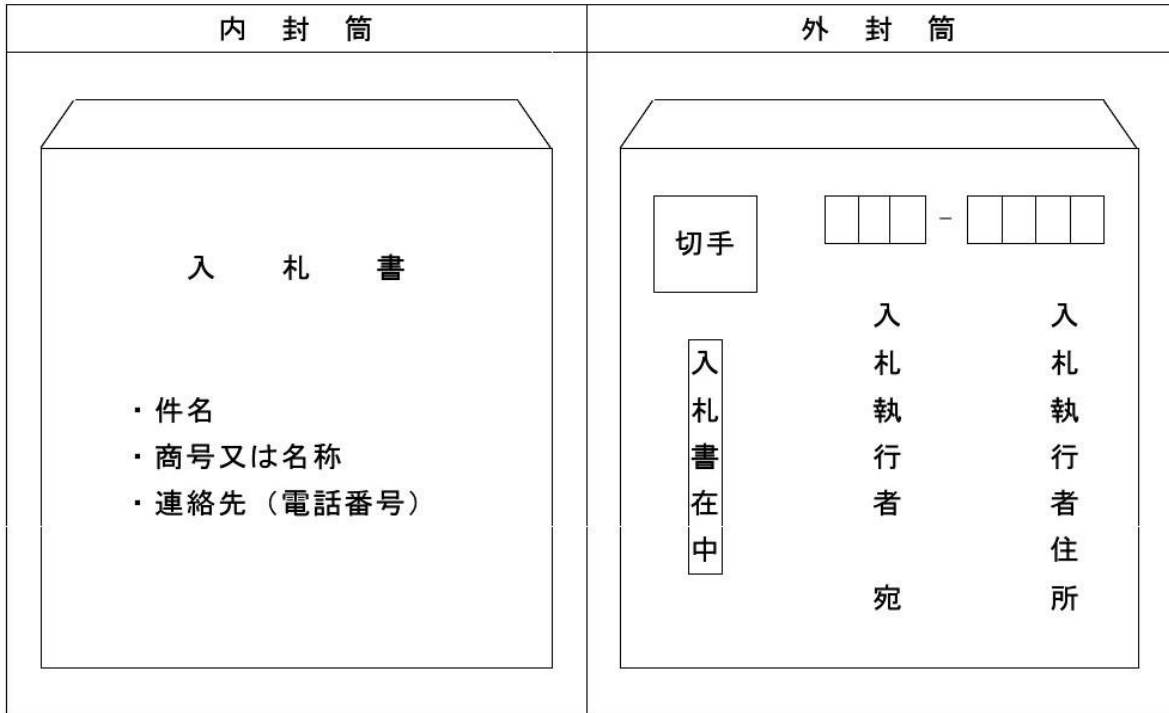 内封筒
外封筒
入札書
・件名
・商号又は名称
・連絡先（電話番号）
切手
－
入札執行者住所
入札執行者 宛
入札書在中